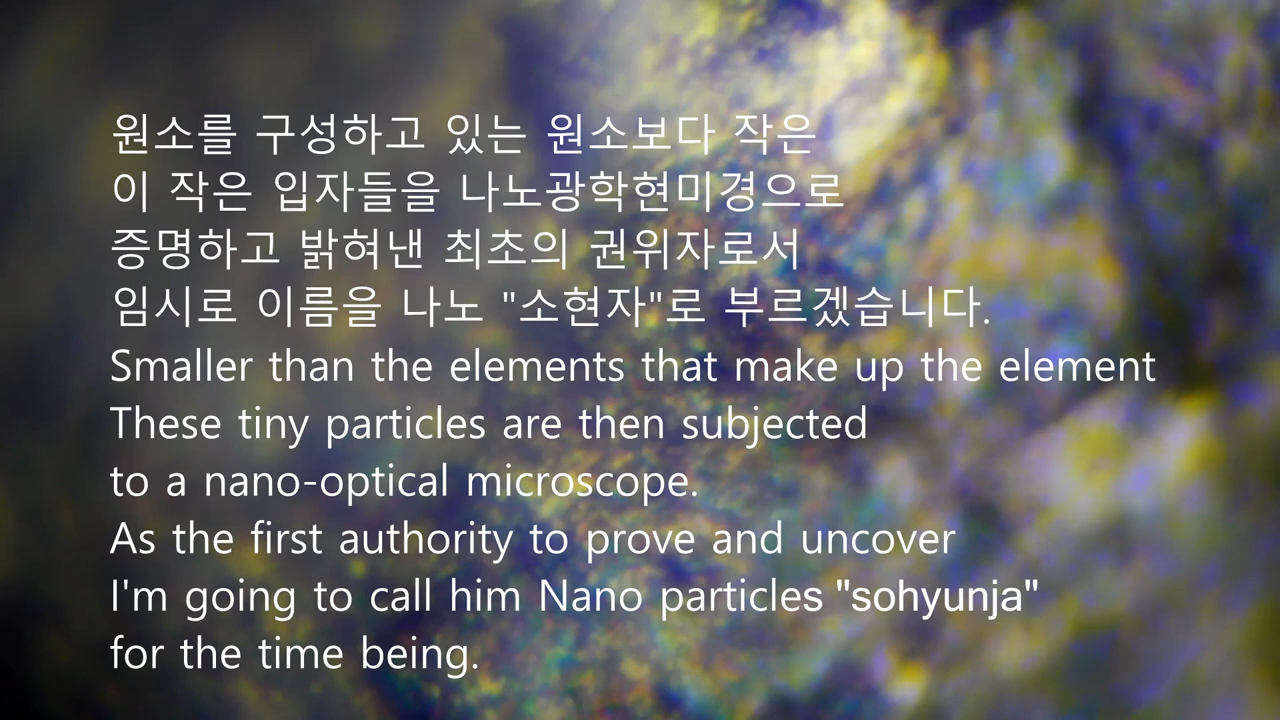 원소를 구성하고 있는 원소보다 작은
이 작은 입자들을 나노광학현미경으로
증명하고 밝혀낸 최초의 권위자로서
임시로 이름을 나노 "소현자"로 부르겠습니다.
Smaller than the elements that make up the element
These tiny particles are then subjected
to a nano-optical microscope.
As the first authority to prove and uncover
I'm going to call him Nano particles "sohyunja"
for the time being.